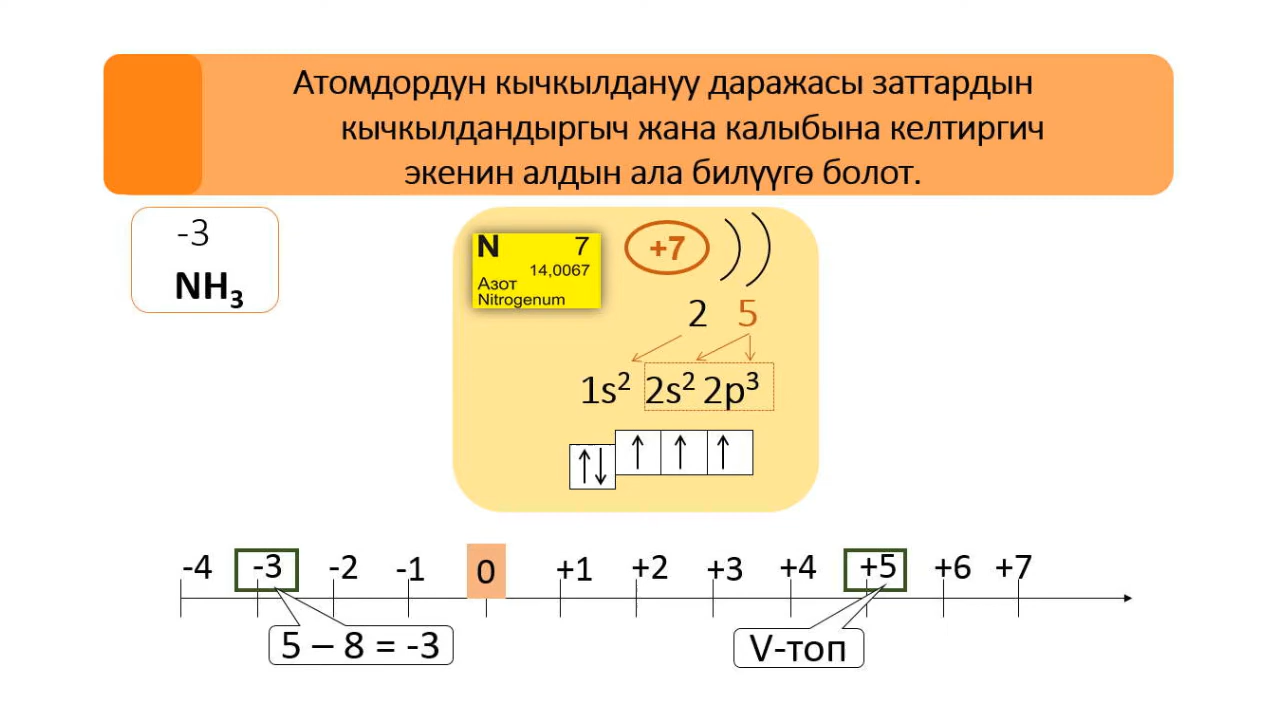 Атомдордун кычкылдануу даражасы заттардын
кычкылдандыргыч жана калыбына келтиргич
экенин алдын ала билүүгө болот.
-3
NH₃
N 7
14,0067
Азот
Nitrogenum
+7
2 5
1s² 2s² 2p³
-4 -3 -2 -1 0 +1 +2 +3 +4 +5 +6 +7
5 – 8 = -3
V-топ